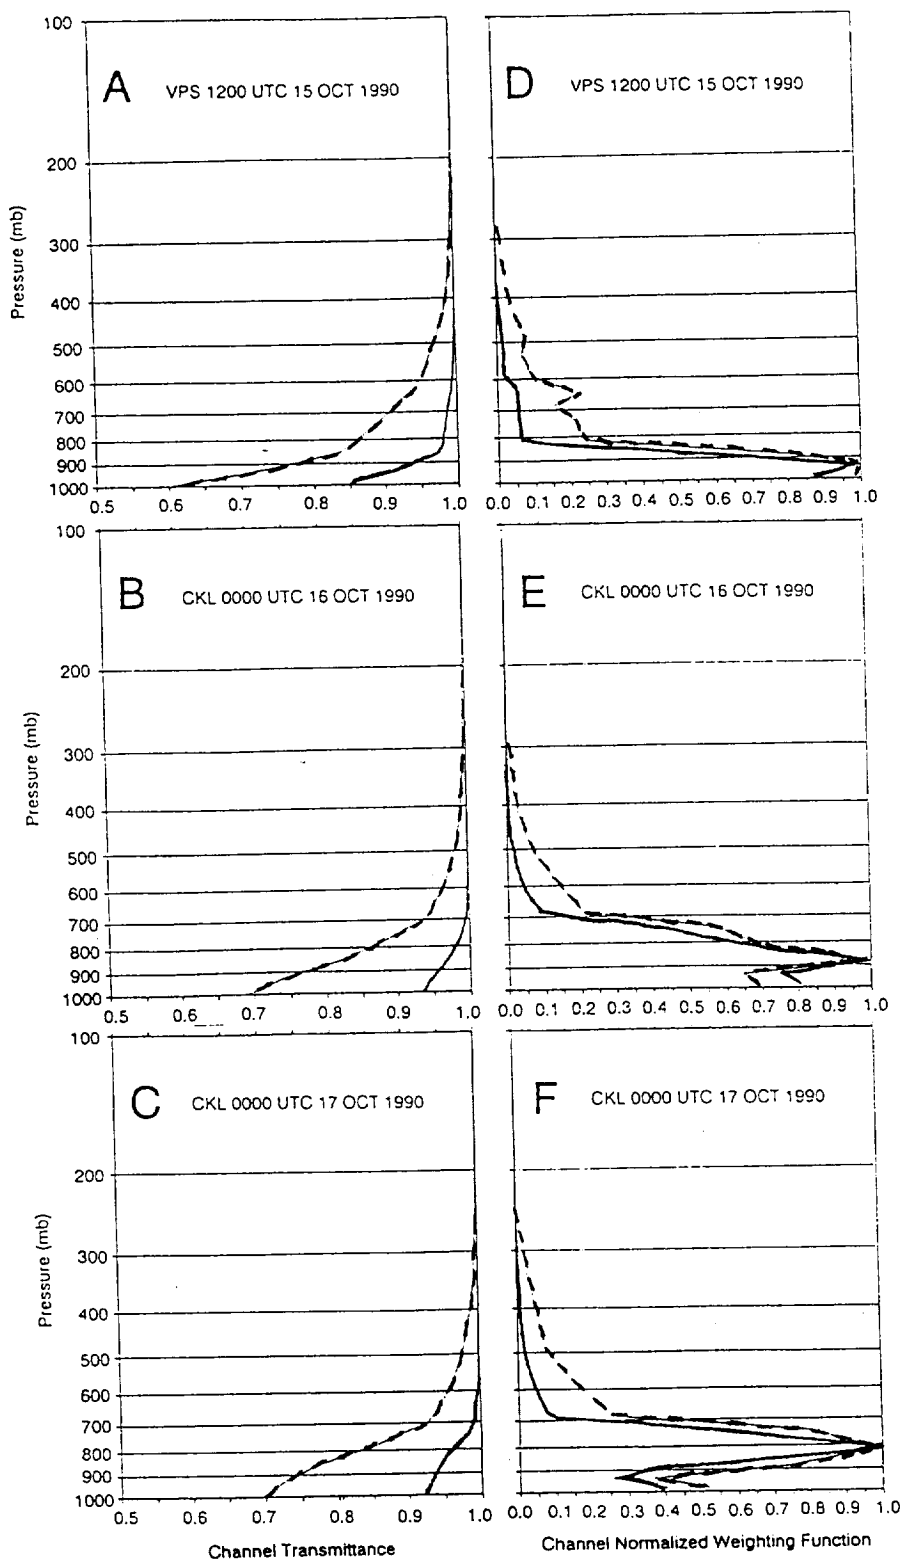 100
A VPS 1200 UTC 15 OCT 1990
200
300
400
500
600
700
800
900
1000
Pressure (mb)
0.5 0.6 0.7 0.8 0.9 1.0
D VPS 1200 UTC 15 OCT 1990
0.0 0.1 0.2 0.3 0.4 0.5 0.6 0.7 0.8 0.9 1.0
100
B CKL 0000 UTC 16 OCT 1990
200
300
400
500
600
700
800
900
1000
Pressure (mb)
0.5 0.6 0.7 0.8 0.9 1.0
E CKL 0000 UTC 16 OCT 1990
0.0 0.1 0.2 0.3 0.4 0.5 0.6 0.7 0.8 0.9 1.0
100
C CKL 0000 UTC 17 OCT 1990
200
300
400
500
600
700
800
900
1000
Pressure (mb)
0.5 0.6 0.7 0.8 0.9 1.0
Channel Transmittance
F CKL 0000 UTC 17 OCT 1990
0.0 0.1 0.2 0.3 0.4 0.5 0.6 0.7 0.8 0.9 1.0
Channel Normalized Weighting Function